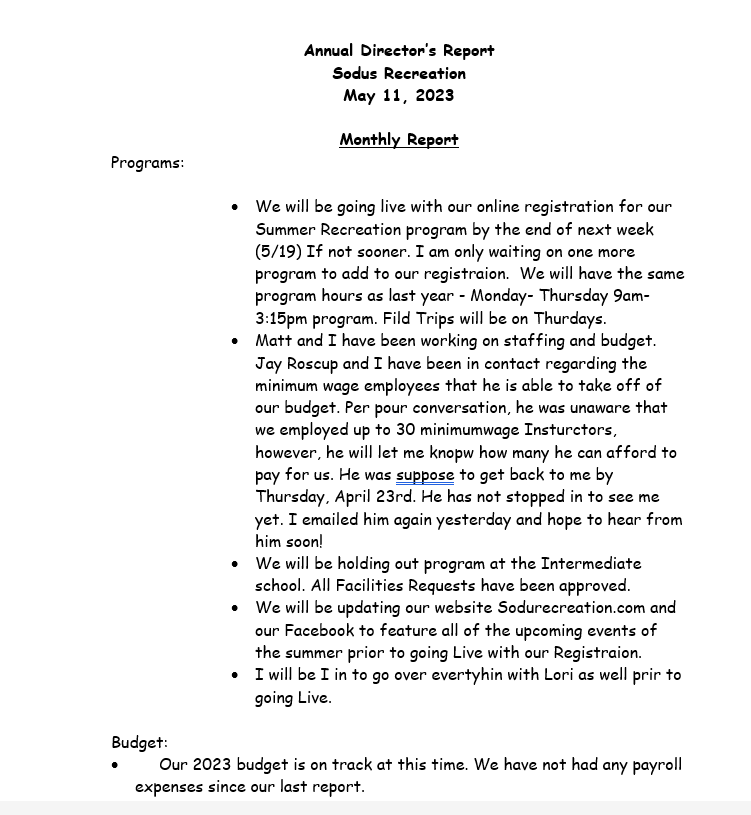 Annual Director's Report
Sodus Recreation
May 11, 2023
Monthly Report
Programs:
• We will be going live with our online registration for our
Summer Recreation program by the end of next week
(5/19) If not sooner. I am only waiting on one more
program to add to our registraion.  We will have the same
program hours as last year - Monday- Thursday 9am-
3:15pm program. Fild Trips will be on Thurdays.
• Matt and I have been working on staffing and budget.
Jay Roscup and I have been in contact regarding the
minimum wage employees that he is able to take off of
our budget. Per pour conversation, he was unaware that
we employed up to 30 minimumwage Insturctors,
however, he will let me knopw how many he can afford to
pay for us. He was suppose to get back to me by
Thursday, April 23rd. He has not stopped in to see me
yet. I emailed him again yesterday and hope to hear from
him soon!
• We will be holding out program at the Intermediate
school. All Facilities Requests have been approved.
• We will be updating our website Sodurecreation.com and
our Facebook to feature all of the upcoming events of
the summer prior to going Live with our Registraion.
• I will be I in to go over evertyhin with Lori as well prir to
going Live.
Budget:
• Our 2023 budget is on track at this time. We have not had any payroll
expenses since our last report.